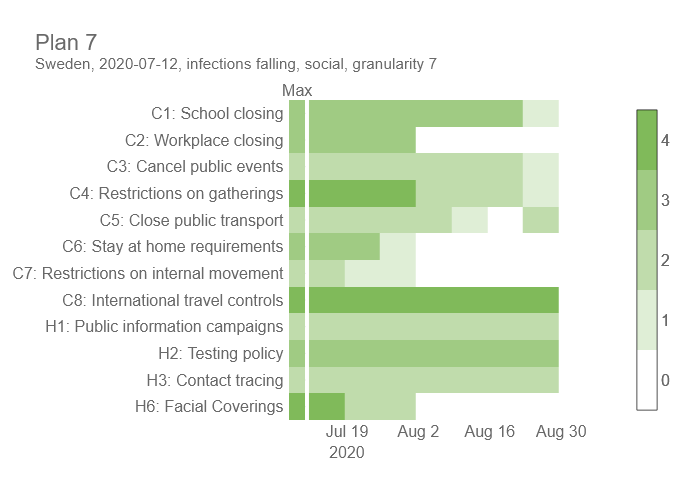 Plan 7
Sweden, 2020-07-12, infections falling, social, granularity 7
Max
C1: School closing
C2: Workplace closing
C3: Cancel public events
C4: Restrictions on gatherings
C5: Close public transport
C6: Stay at home requirements
C7: Restrictions on internal movement
C8: International travel controls
H1: Public information campaigns
H2: Testing policy
H3: Contact tracing
H6: Facial Coverings
Jul 19 Aug 2 Aug 16 Aug 30
2020
4
3
2
1
0